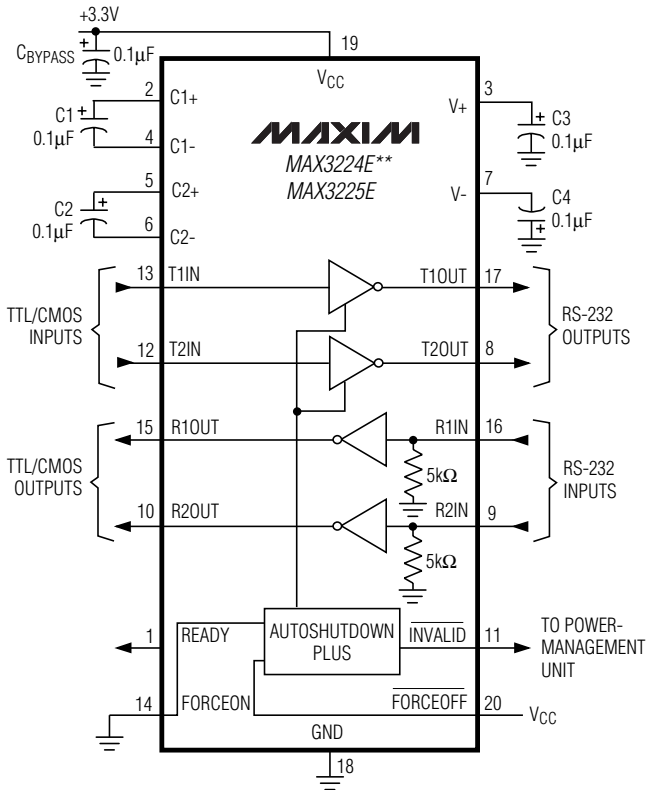 +3.3V
CBYPASS
+
0.1µF
19
VCC
2
C1+
C1
+
0.1µF
4
C1-
5
C2+
C2
+
0.1µF
6
C2-
MAXIM
MAX3224E**
MAX3225E
3
V+
+
C3
0.1µF
7
V-
C4
0.1µF
+
TTL/CMOS
INPUTS
13
T1IN
T1OUT
17
12
T2IN
T2OUT
8
RS-232
OUTPUTS
TTL/CMOS
OUTPUTS
15
R1OUT
R1IN
16
5kΩ
10
R2OUT
R2IN
9
5kΩ
RS-232
INPUTS
1
READY
AUTOSHUTDOWN
PLUS
INVALID
11
TO POWER-
MANAGEMENT
UNIT
14
FORCEON
FORCEOFF
20
VCC
GND
18